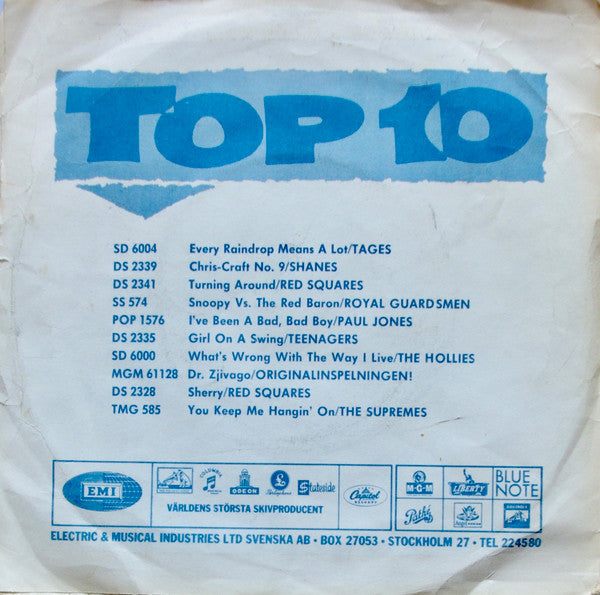 TOP 10
SD 6004 Every Raindrop Means A Lot/TAGES
DS 2339 Chris-Craft No. 9/SHANES
DS 2341 Turning Around/RED SQUARES
SS 574 Snoopy Vs. The Red Baron/ROYAL GUARDSMEN
POP 1576 I've Been A Bad, Bad Boy/PAUL JONES
DS 2335 Girl On A Swing/TEENAGERS
SD 6000 What's Wrong With The Way I Live/THE HOLLIES
MGM 61128 Dr. Zjivago/ORIGINALINSPELNINGEN!
DS 2328 Sherry/RED SQUARES
TMG 585 You Keep Me Hangin' On/THE SUPREMES
EMI
COLUMBIA
ODEON
Parlophone
Stateside
Capitol
RECORDS
M-G-M
LIBERTY
BLUE
NOTE
Pathé
Angel
VÄRLDENS STÖRSTA SKIVPRODUCENT
ELECTRIC & MUSICAL INDUSTRIES LTD SVENSKA AB • BOX 27053 • STOCKHOLM 27 • TEL 224580